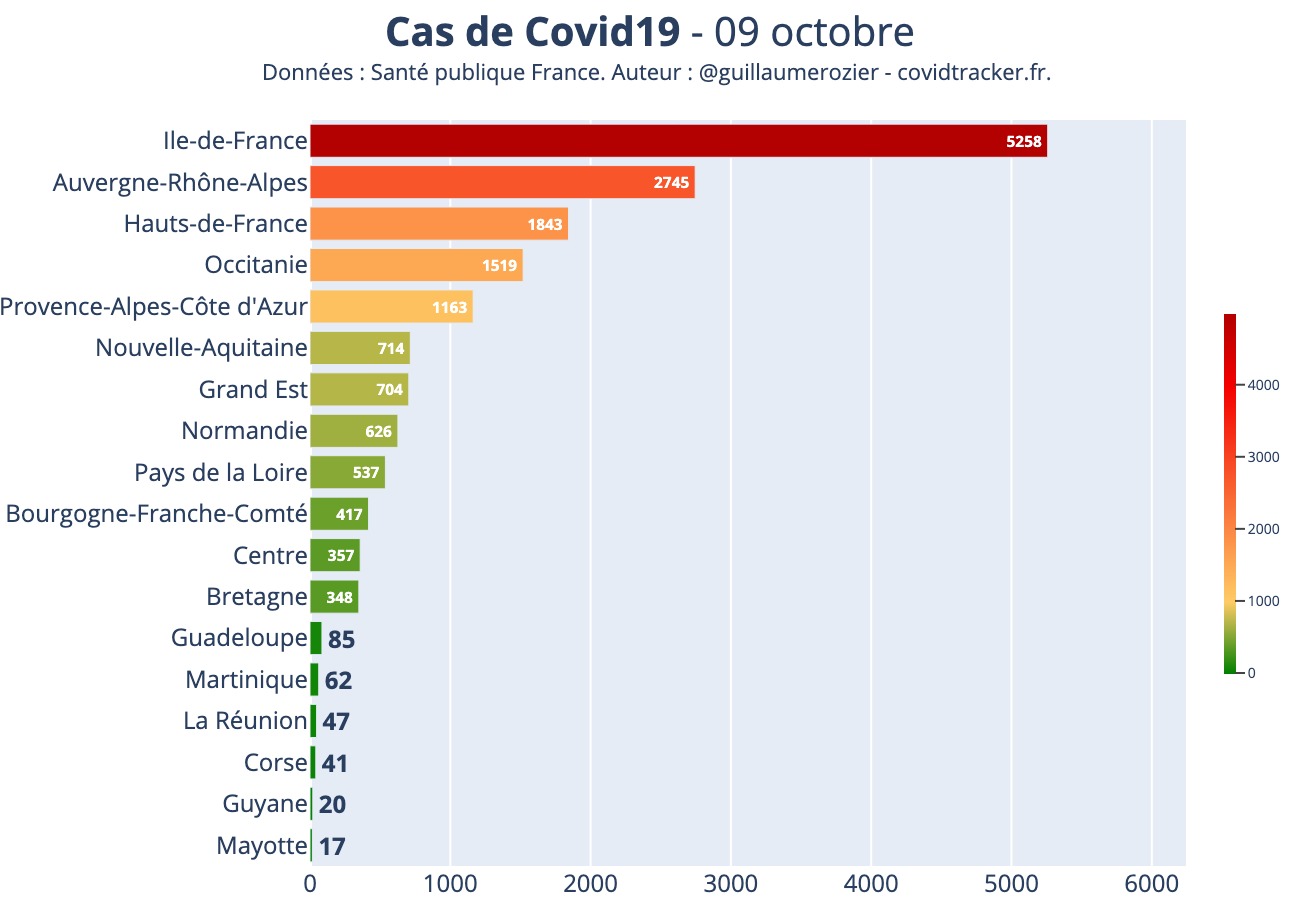 Cas de Covid19 - 09 octobre
Données : Santé publique France. Auteur : @guillaumerozier - covidtracker.fr.
Ile-de-France 5258
Auvergne-Rhône-Alpes 2745
Hauts-de-France 1843
Occitanie 1519
Provence-Alpes-Côte d'Azur 1163
Nouvelle-Aquitaine 714
Grand Est 704
Normandie 626
Pays de la Loire 537
Bourgogne-Franche-Comté 417
Centre 357
Bretagne 348
Guadeloupe 85
Martinique 62
La Réunion 47
Corse 41
Guyane 20
Mayotte 17
0 1000 2000 3000 4000 5000 6000
4000
3000
2000
1000
0